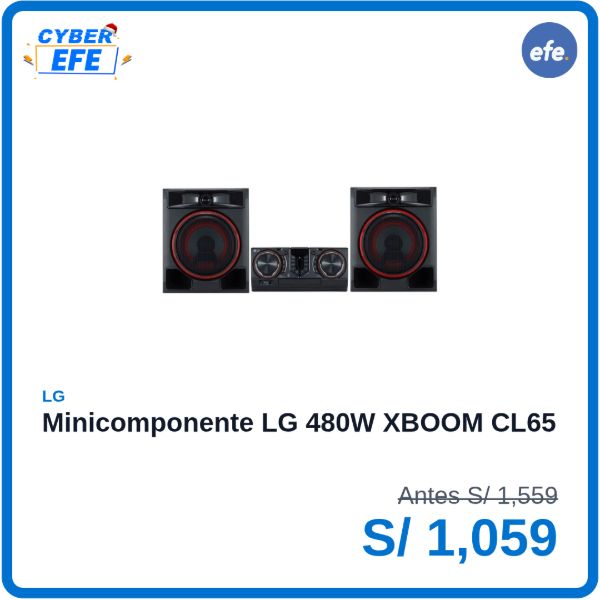 CYBER
EFE
efe.
LG
Minicomponente LG 480W XBOOM CL65
Antes S/ 1,559
S/ 1,059